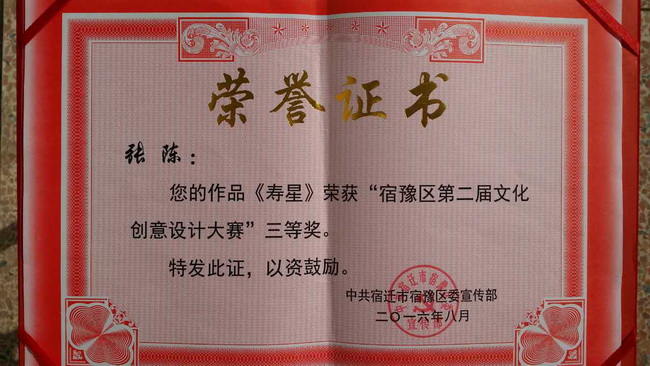 荣誉证书
张陈：
您的作品《寿星》荣获“宿豫区第二届文化
创意设计大赛”三等奖。
特发此证，以资鼓励。
中共宿迁市宿豫区委宣传部
二〇一六年八月
宣传部